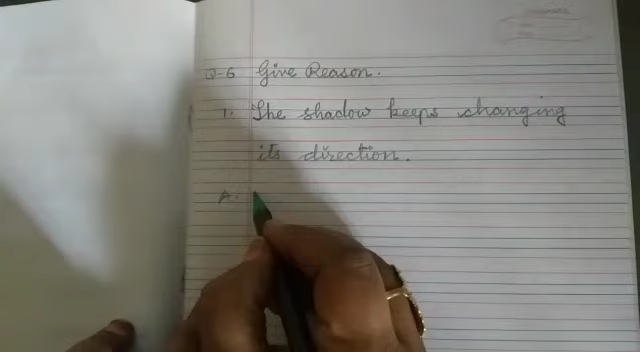 Q-6 Give Reason.
1. The shadow keeps changing
its direction.
A.